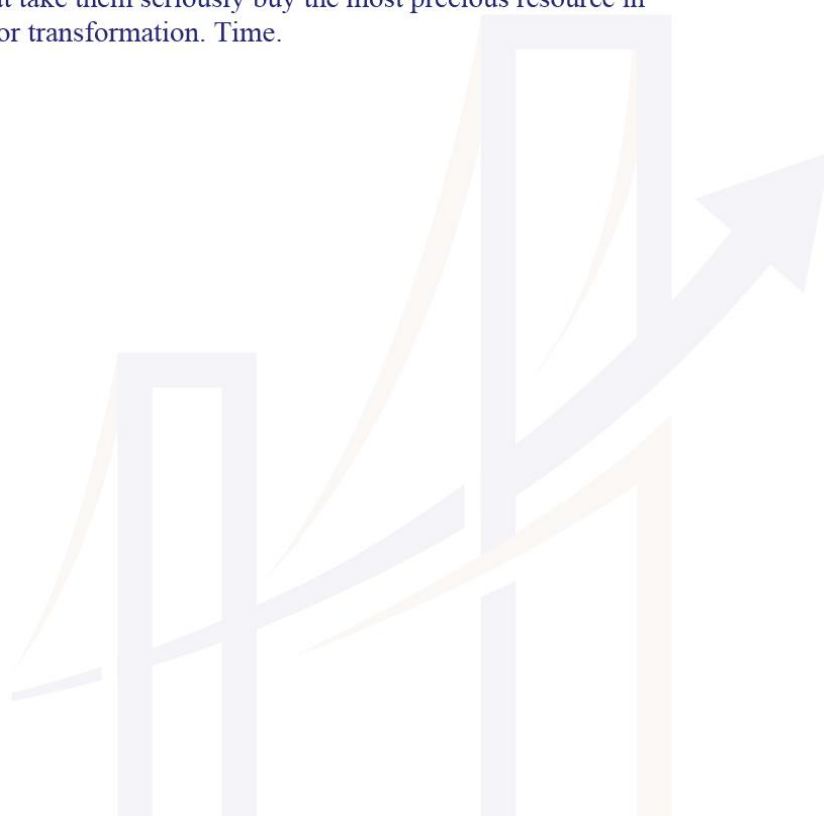 take them seriously buy the most precious resource in
or transformation. Time.